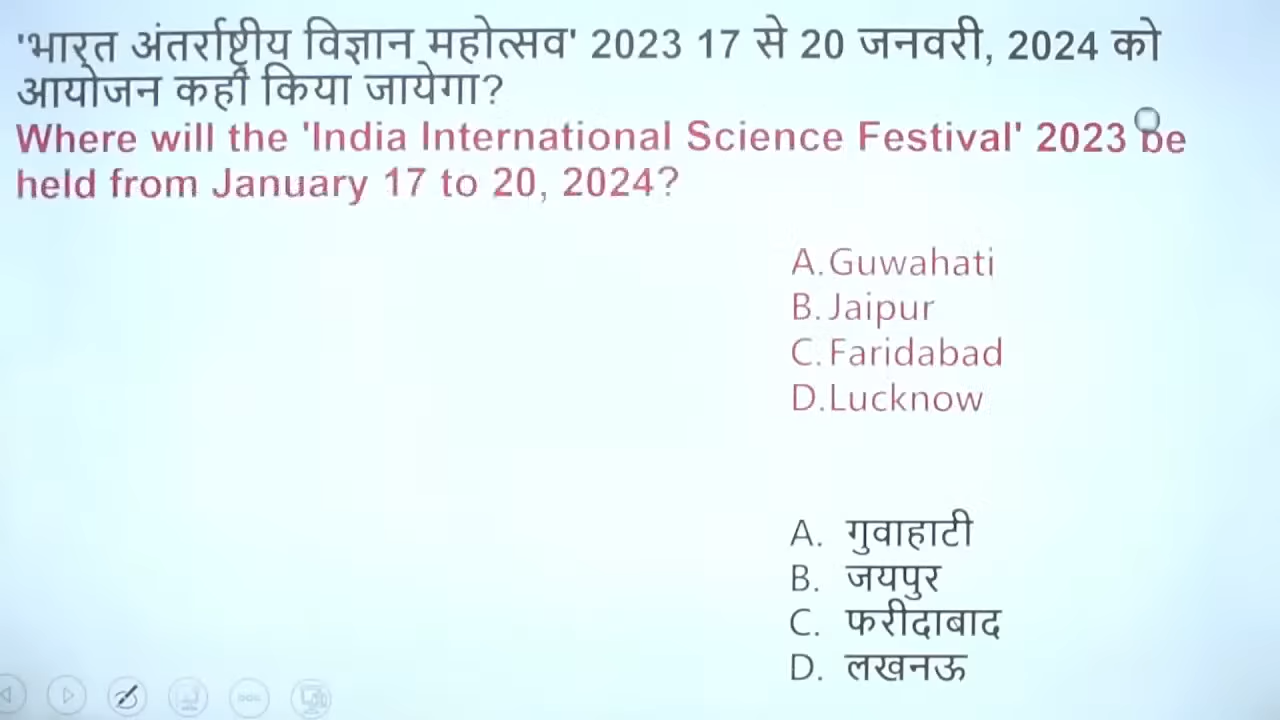 'भारत अंतर्राष्ट्रीय विज्ञान महोत्सव' 2023 17 से 20 जनवरी, 2024 को
आयोजन कहाँ किया जायेगा?
Where will the 'India International Science Festival' 2023 be
held from January 17 to 20, 2024?
A.Guwahati
B.Jaipur
C.Faridabad
D.Lucknow
A. गुवाहाटी
B. जयपुर
C. फरीदाबाद
D. लखनऊ